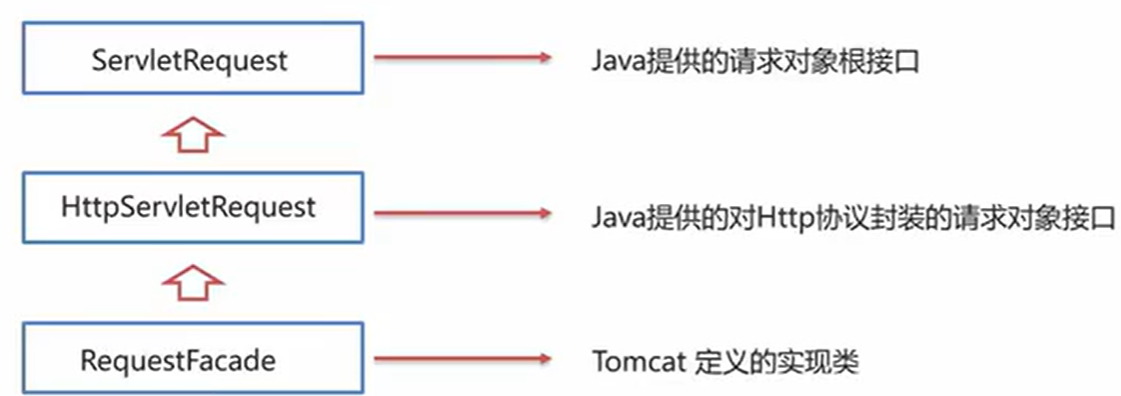 ServletRequest
Java提供的请求对象根接口
HttpServletRequest
Java提供的对Http协议封装的请求对象接口
RequestFacade
Tomcat 定义的实现类